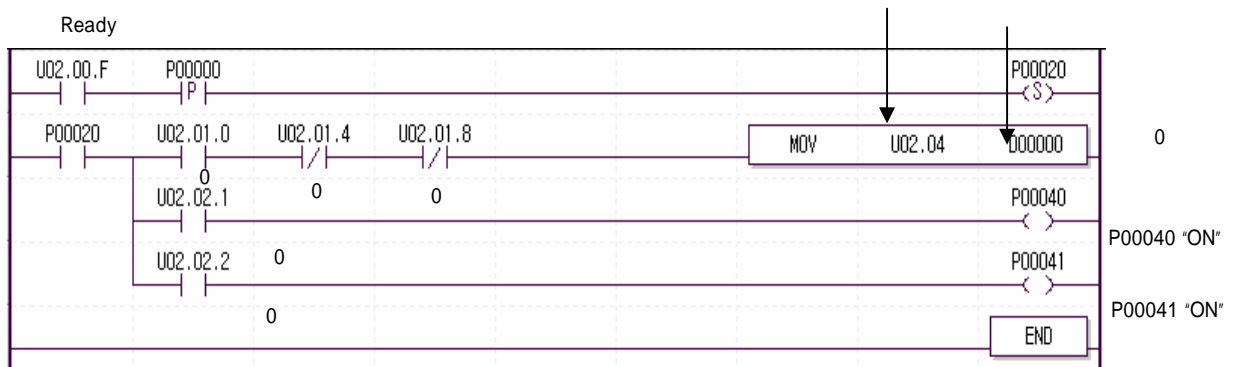 Ready
U02.00.F P00000 P00020
P S
P00020 U02.01.0 U02.01.4 U02.01.8 MOV U02.04 D00000 0
0 0 0
U02.02.1 P00040
P00040 "ON"
U02.02.2 0 P00041
0 P00041 "ON"
END